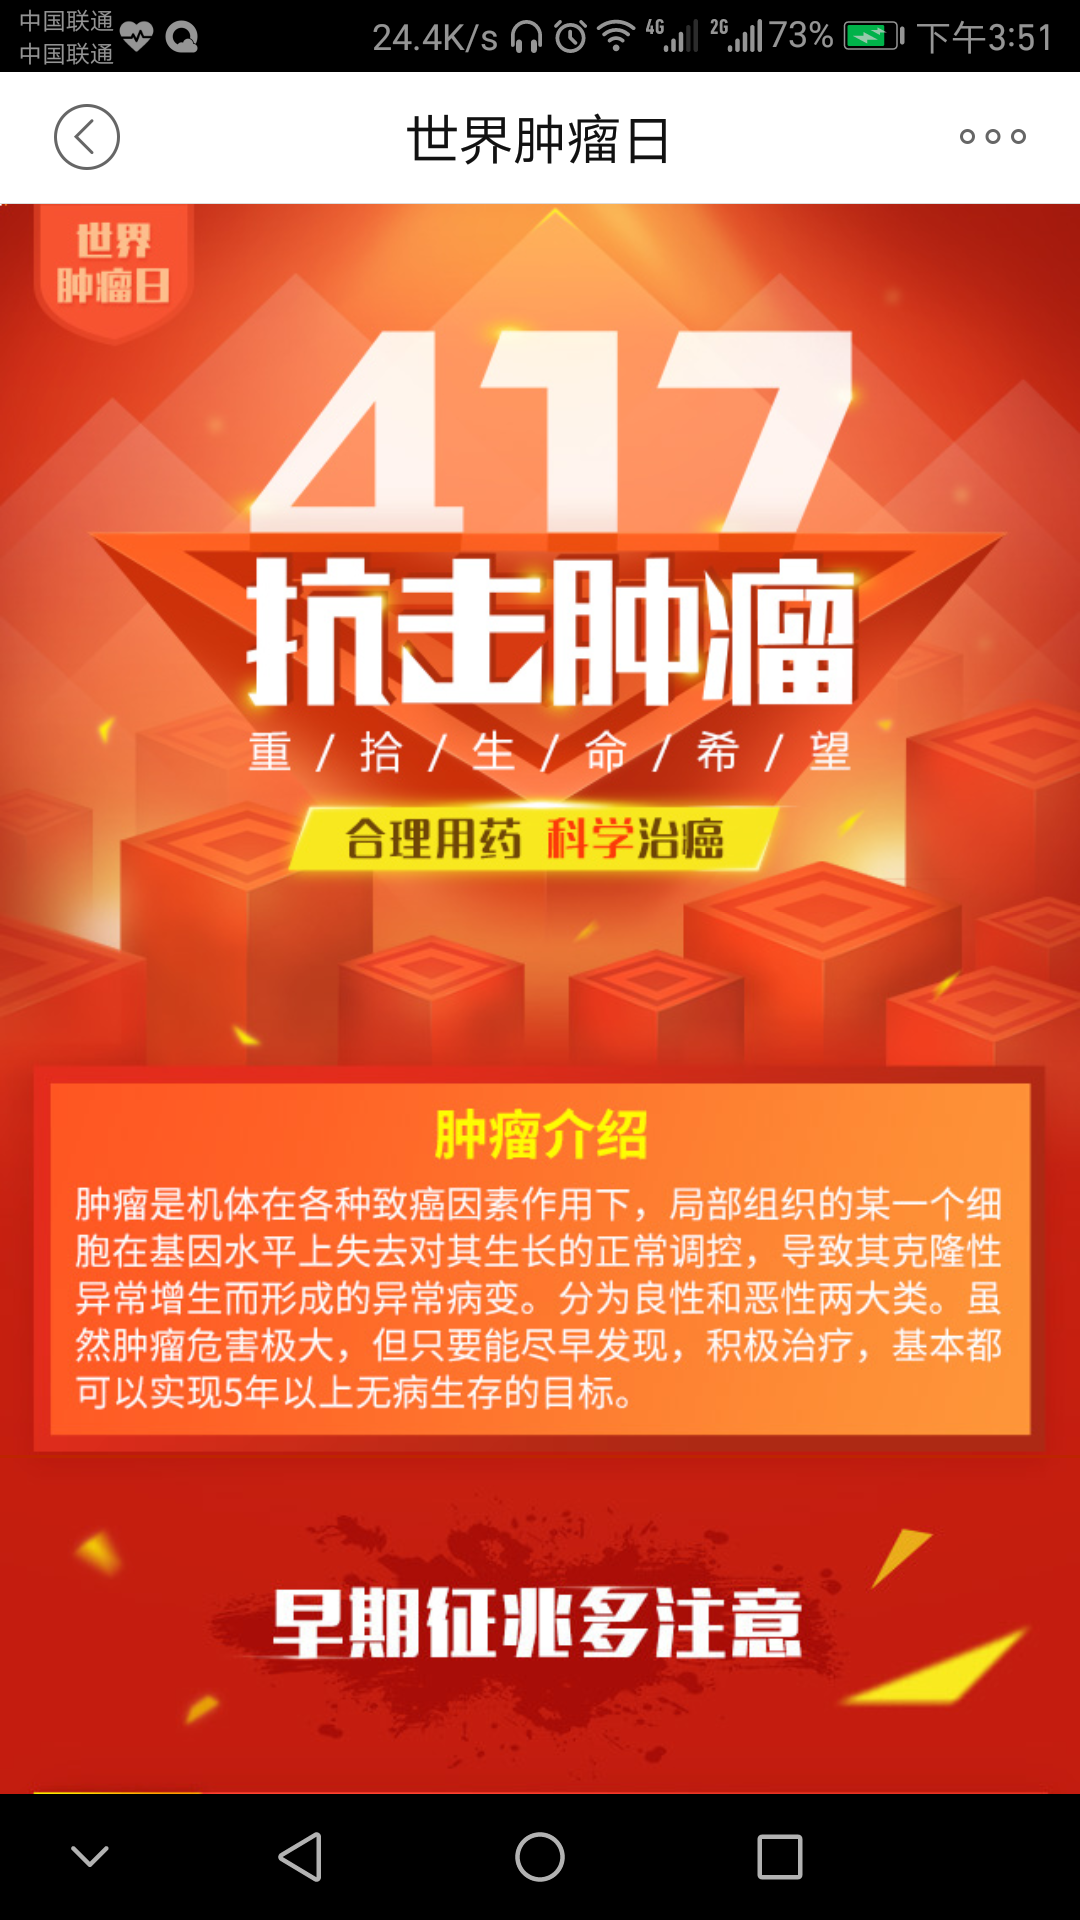 中国联通
中国联通
24.4K/s
4G
2G
73%
下午3:51
世界肿瘤日
世界
肿瘤日
417
抗击肿瘤
重/拾/生/命/希/望
合理用药 科学治癌
肿瘤介绍
肿瘤是机体在各种致癌因素作用下，局部组织的某一个细
胞在基因水平上失去对其生长的正常调控，导致其克隆性
异常增生而形成的异常病变。分为良性和恶性两大类。虽
然肿瘤危害极大，但只要能尽早发现，积极治疗，基本都
可以实现5年以上无病生存的目标。
早期征兆多注意